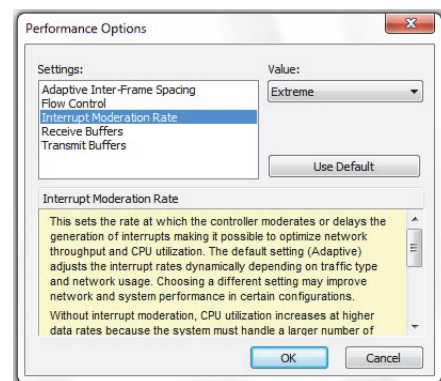 Performance Options
Settings:
Value:
Adaptive Inter-Frame Spacing
Flow Control
Interrupt Moderation Rate
Receive Buffers
Transmit Buffers
Extreme
Use Default
Interrupt Moderation Rate
This sets the rate at which the controller moderates or delays the
generation of interrupts making it possible to optimize network
throughput and CPU utilization. The default setting (Adaptive)
adjusts the interrupt rates dynamically depending on traffic type
and network usage. Choosing a different setting may improve
network and system performance in certain configurations.
Without interrupt moderation, CPU utilization increases at higher
data rates because the system must handle a larger number of
OK
Cancel